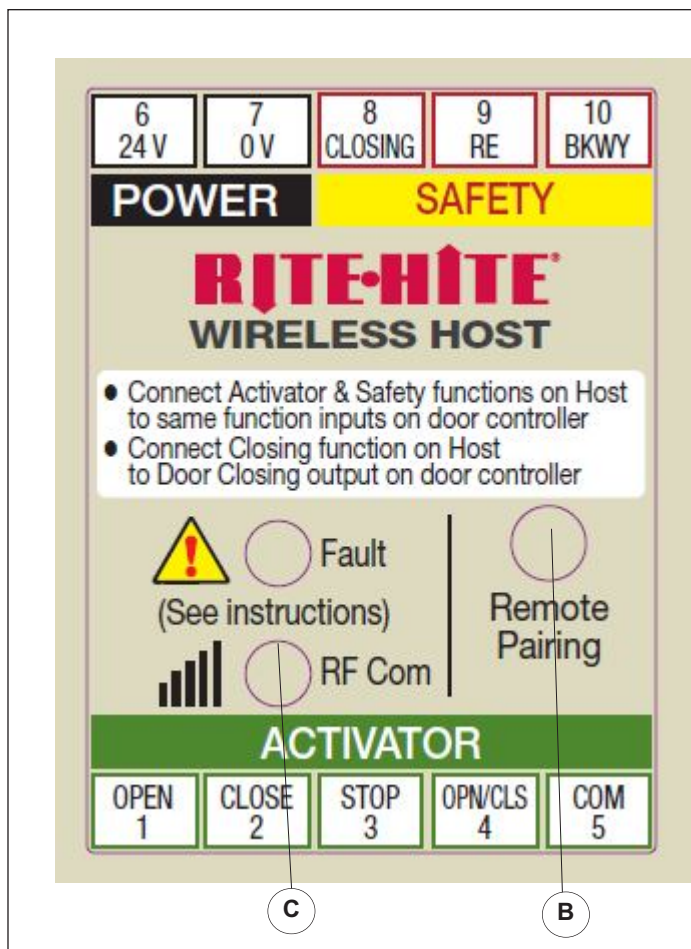 6 7 8 9 10
24 V 0 V CLOSING RE BKWY
POWER SAFETY
RITE•HITE®
WIRELESS HOST
● Connect Activator & Safety functions on Host
to same function inputs on door controller
● Connect Closing function on Host
to Door Closing output on door controller
! Fault
(See instructions)
RF Com
Remote
Pairing
ACTIVATOR
OPEN CLOSE STOP OPN/CLS COM
1 2 3 4 5
C B